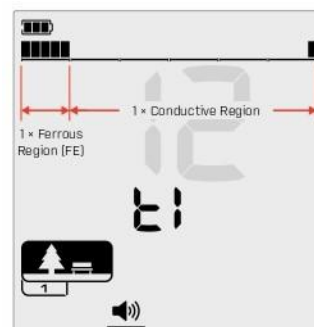 12
1 × Conductive Region
1 × Ferrous
Region (FE)
t1
1